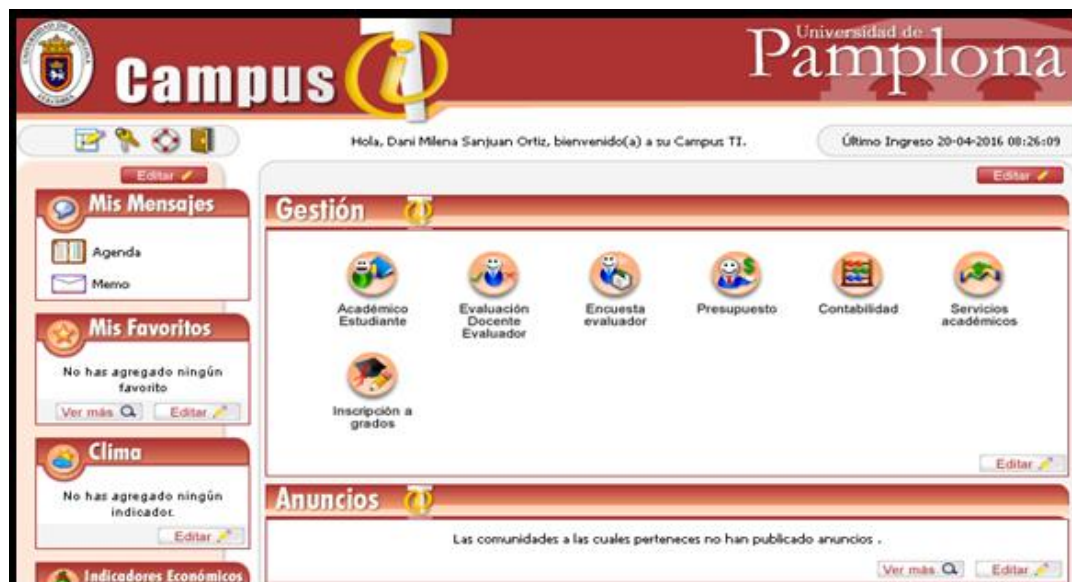 Campus
Universidad de
Pamplona
Hola, Dani Milena Sanjuan Ortiz, bienvenido(a) a su Campus TI.
Último Ingreso 20-04-2016 08:26:09
Editar
Mis Mensajes
Agenda
Memo
Mis Favoritos
No has agregado ningún
favorito
Ver más
Editar
Clima
No has agregado ningún
indicador.
Editar
Indicadores Económicos
Editar
Gestión
Académico
Estudiante
Evaluación
Docente
Evaluador
Encuesta
evaluador
Presupuesto
Contabilidad
Servicios
académicos
Inscripción a
grados
Editar
Anuncios
Las comunidades a las cuales perteneces no han publicado anuncios .
Ver más
Editar